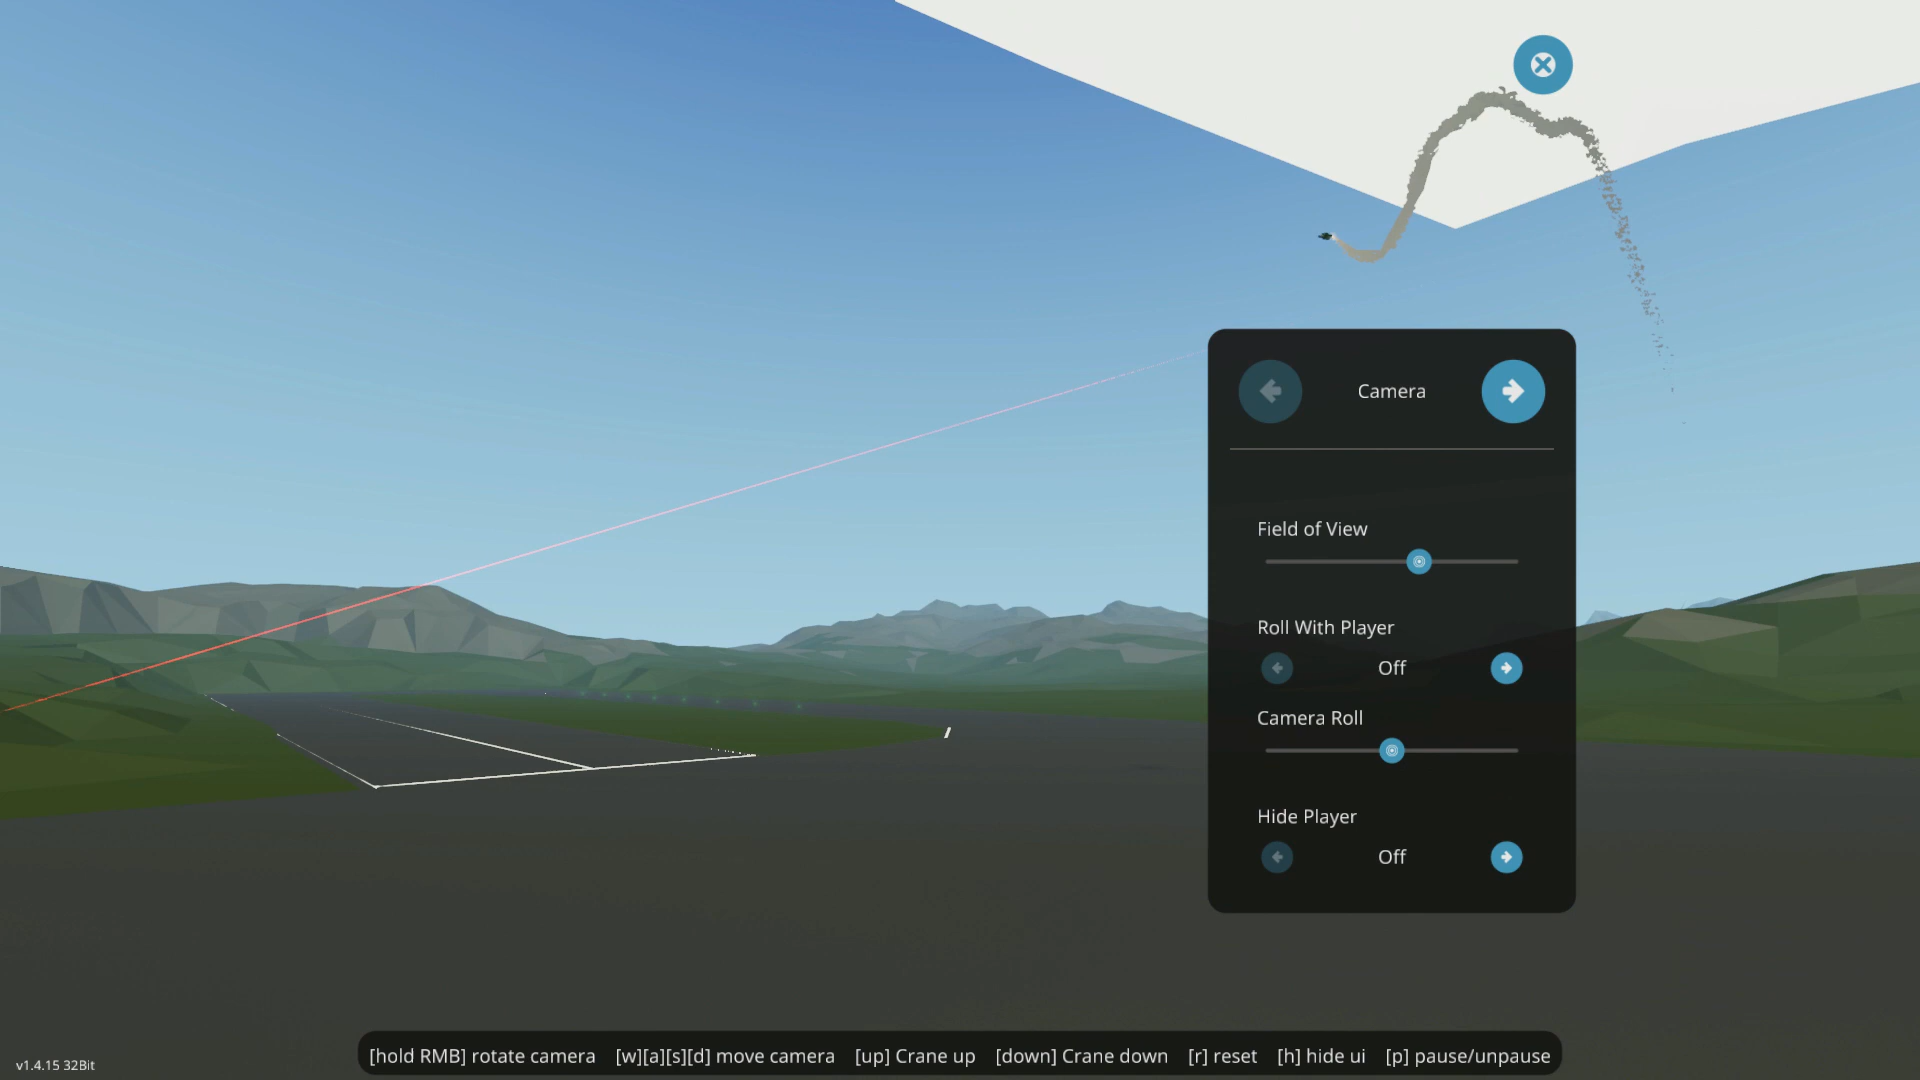 Camera
Field of View
Roll With Player
Off
Camera Roll
Hide Player
Off
[hold RMB] rotate camera [w][a][s][d] move camera [up] Crane up [down] Crane down [r] reset [h] hide ui [p] pause/unpause
v1.4.15 32Bit